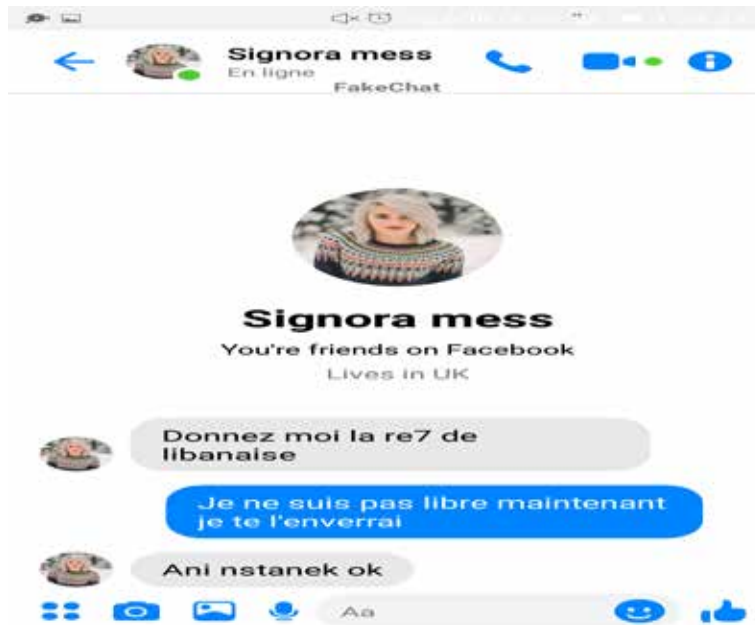 Signora mess
En ligne
FakeChat
Signora mess
You're friends on Facebook
Lives in UK
Donnez moi la re7 de
libanaise
Je ne suis pas libre maintenant
je te l'enverrai
Ani nstanek ok
Aa